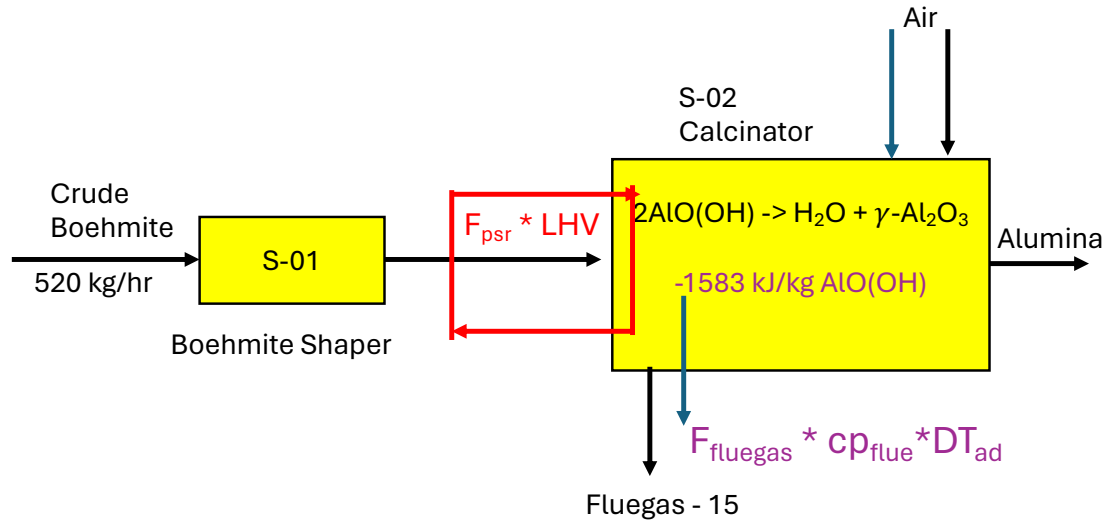 Air
S-02
Calcinator
Crude
Boehmite
520 kg/hr
S-01
Boehmite Shaper
F_psr * LHV
2AlO(OH) -> H₂O + γ-Al₂O₃
-1583 kJ/kg AlO(OH)
Alumina
F_fluegas * cp_flue*DT_ad
Fluegas - 15